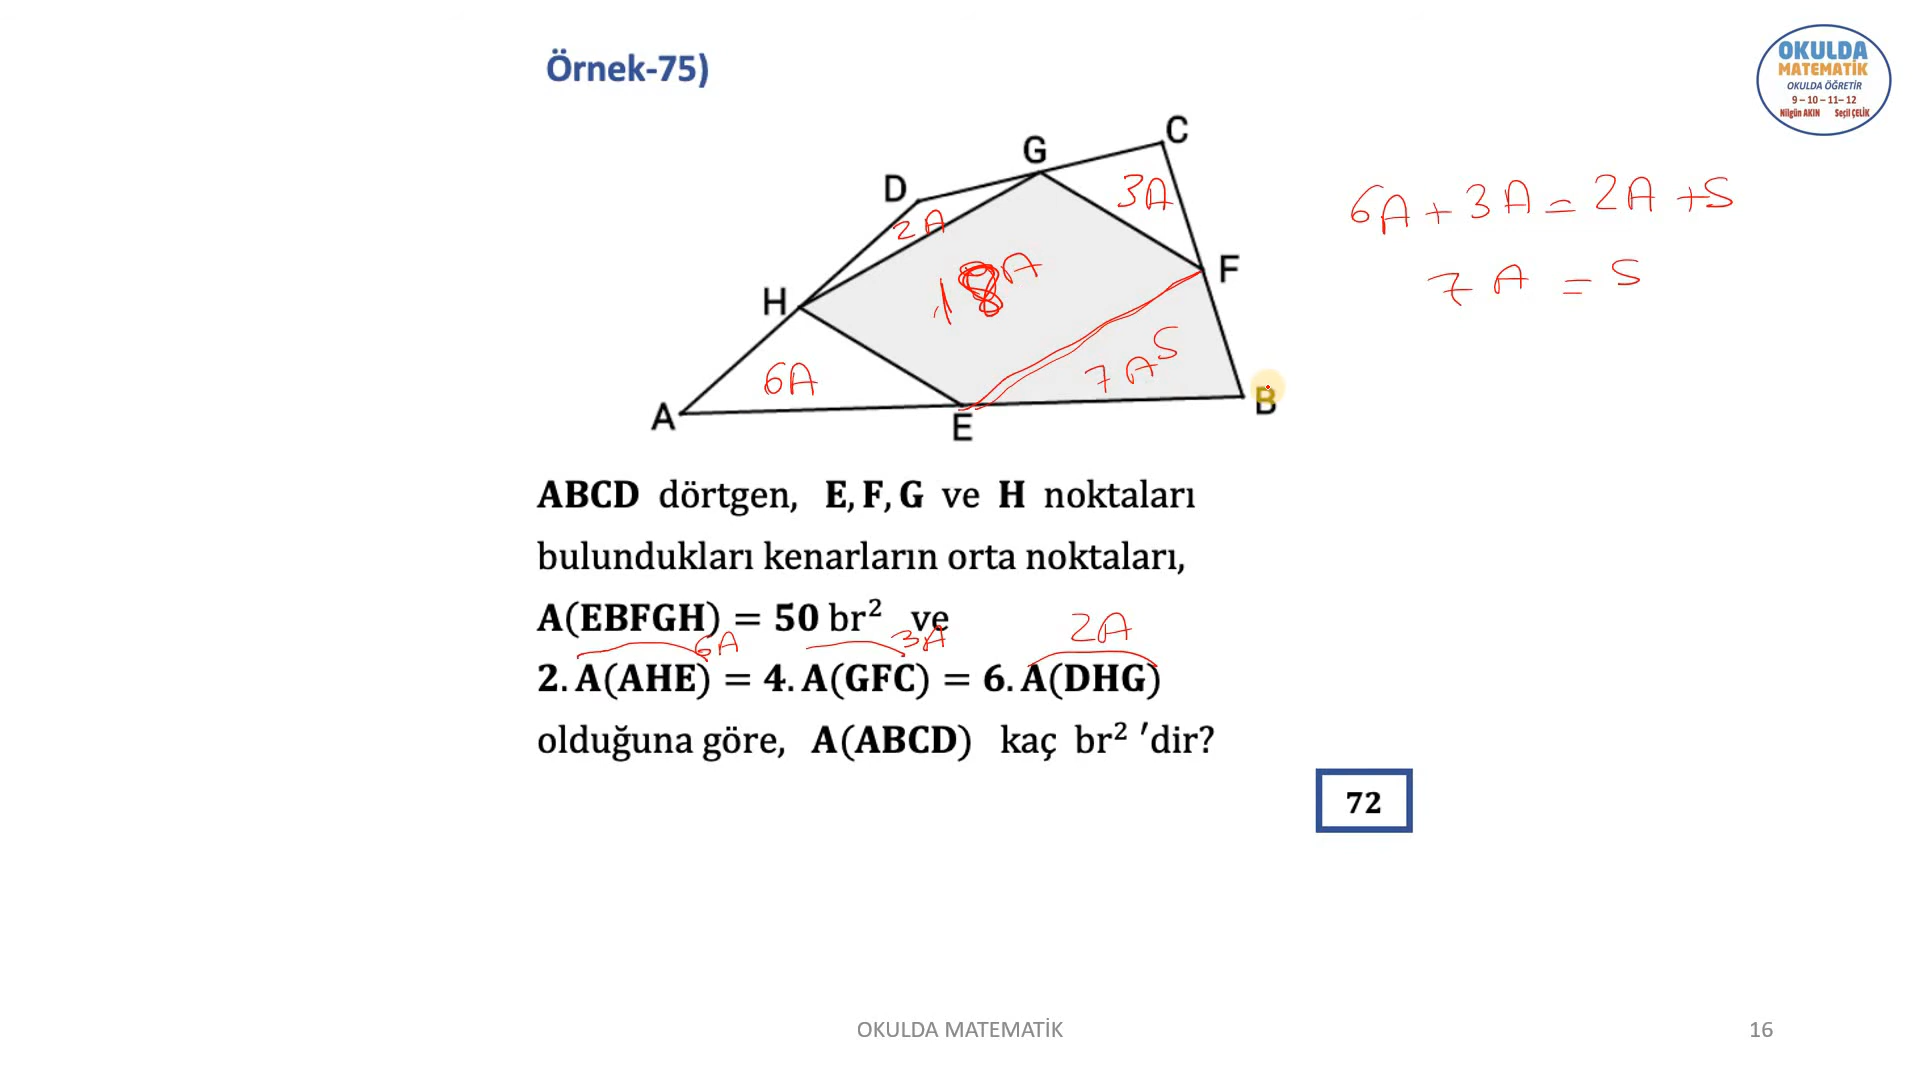 Örnek-75)
OKULDA
MATEMATİK
OKULDA ÖĞRETİR
9 – 10 – 11– 12
Nilgün AKIN Seçil ÇELİK
C
G
D
3A
2A
6A + 3A = 2A + S
F
18A
H
7A = S
S
7A
6A
B
A
E
ABCD dörtgen, E, F, G ve H noktaları
bulundukları kenarların orta noktaları,
A(EBFGH) = 50 br² ve
6A 3A 2A
2. A(AHE) = 4. A(GFC) = 6. A(DHG)
olduğuna göre, A(ABCD) kaç br² 'dir?
72
OKULDA MATEMATİK
16